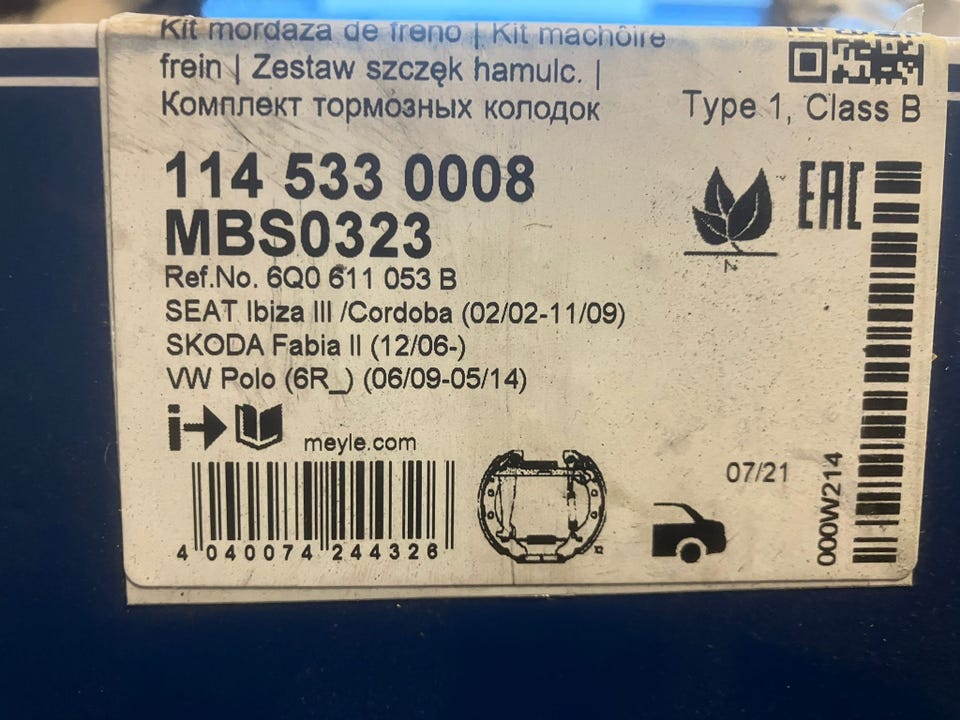 Kit mordaza de freno | Kit machôire
frein | Zestaw szczęk hamulc. |
Комплект тормозных колодок
Type 1, Class B
114 533 0008
MBS0323
Ref.No. 6Q0 611 053 B
SEAT Ibiza III /Cordoba (02/02-11/09)
SKODA Fabia II (12/06-)
VW Polo (6R_) (06/09-05/14)
EAC
N
i
meyle.com
4 040074 244326
x2
07/21
000W214